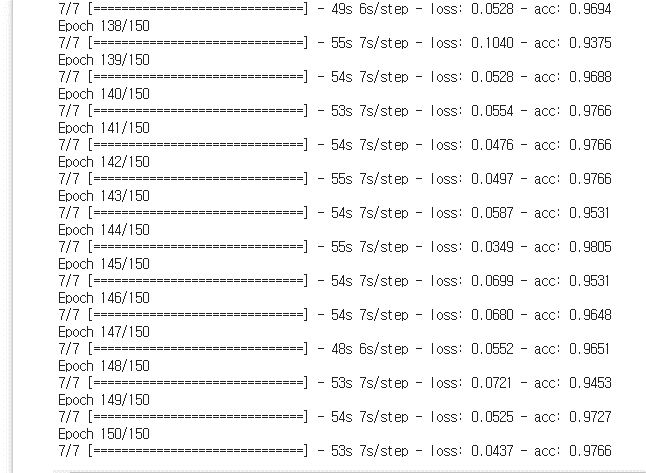 7/7 [==============================] - 49s 6s/step - loss: 0.0528 - acc: 0.9694
Epoch 138/150
7/7 [==============================] - 55s 7s/step - loss: 0.1040 - acc: 0.9375
Epoch 139/150
7/7 [==============================] - 54s 7s/step - loss: 0.0528 - acc: 0.9688
Epoch 140/150
7/7 [==============================] - 53s 7s/step - loss: 0.0554 - acc: 0.9766
Epoch 141/150
7/7 [==============================] - 54s 7s/step - loss: 0.0476 - acc: 0.9766
Epoch 142/150
7/7 [==============================] - 55s 7s/step - loss: 0.0497 - acc: 0.9766
Epoch 143/150
7/7 [==============================] - 54s 7s/step - loss: 0.0587 - acc: 0.9531
Epoch 144/150
7/7 [==============================] - 55s 7s/step - loss: 0.0349 - acc: 0.9805
Epoch 145/150
7/7 [==============================] - 54s 7s/step - loss: 0.0699 - acc: 0.9531
Epoch 146/150
7/7 [==============================] - 54s 7s/step - loss: 0.0680 - acc: 0.9648
Epoch 147/150
7/7 [==============================] - 48s 6s/step - loss: 0.0552 - acc: 0.9651
Epoch 148/150
7/7 [==============================] - 53s 7s/step - loss: 0.0721 - acc: 0.9453
Epoch 149/150
7/7 [==============================] - 54s 7s/step - loss: 0.0525 - acc: 0.9727
Epoch 150/150
7/7 [==============================] - 53s 7s/step - loss: 0.0437 - acc: 0.9766